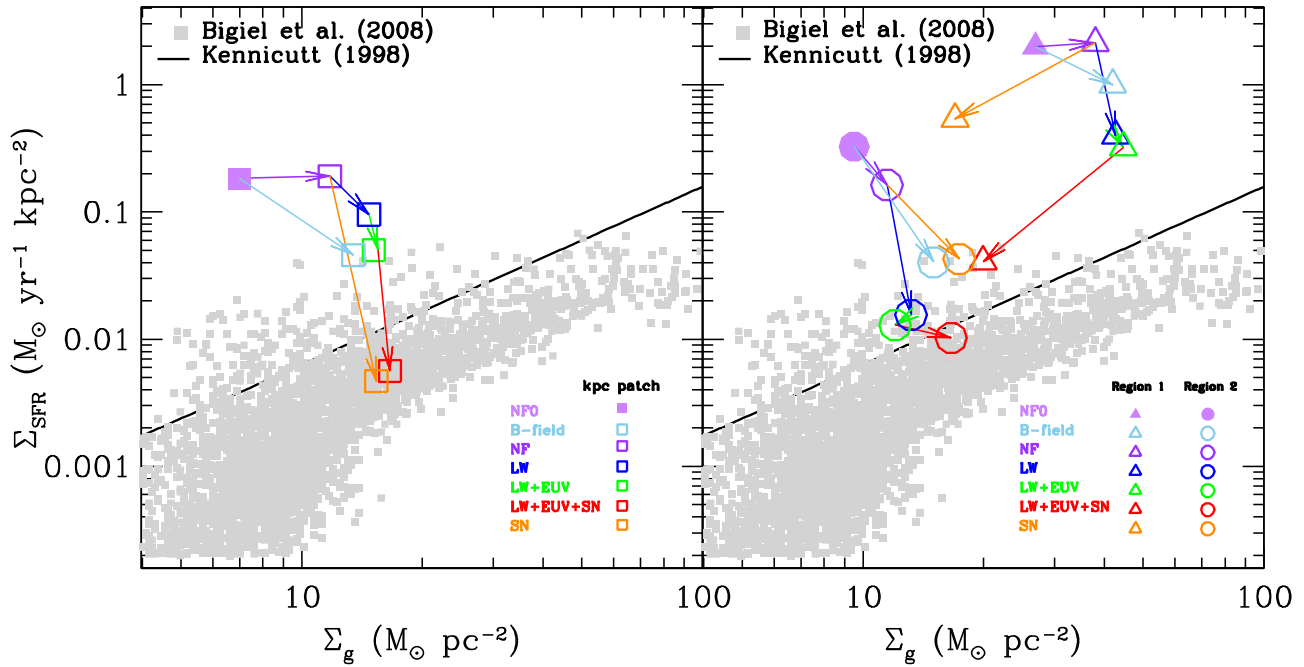 Bigiel et al. (2008)
Kennicutt (1998)
Bigiel et al. (2008)
Kennicutt (1998)
1
0.1
0.01
0.001
Σ_SFR (M⊙ yr⁻¹ kpc⁻²)
kpc patch
NF0
B-field
NF
LW
LW+EUV
LW+EUV+SN
SN
Region 1 Region 2
NF0
B-field
NF
LW
LW+EUV
LW+EUV+SN
SN
10 100 10 100
Σ_g (M⊙ pc⁻²)
Σ_g (M⊙ pc⁻²)